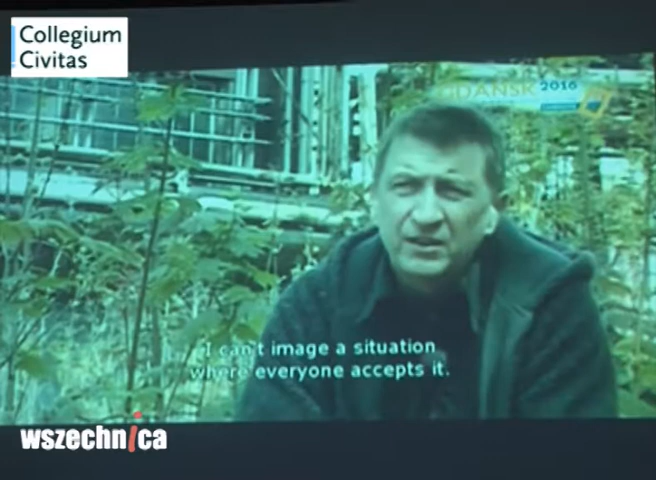 Collegium
Civitas
GDAŃSK 2016
I can't image a situation
where everyone accepts it.
wszechnica